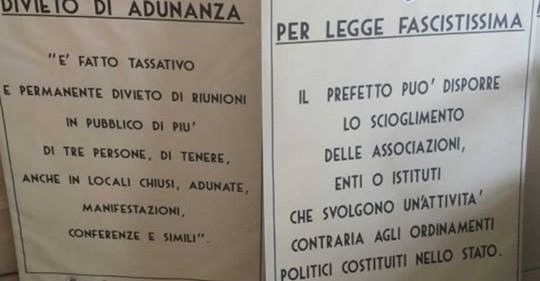 DIVIETO DI ADUNANZA
"E' FATTO TASSATIVO
E PERMANENTE DIVIETO DI RIUNIONI
IN PUBBLICO DI PIU'
DI TRE PERSONE, DI TENERE,
ANCHE IN LOCALI CHIUSI, ADUNATE,
MANIFESTAZIONI,
CONFERENZE E SIMILI".
PER LEGGE FASCISTISSIMA
IL PREFETTO PUO' DISPORRE
LO SCIOGLIMENTO
DELLE ASSOCIAZIONI,
ENTI O ISTITUTI
CHE SVOLGONO UN'ATTIVITA'
CONTRARIA AGLI ORDINAMENTI
POLITICI COSTITUITI NELLO STATO.